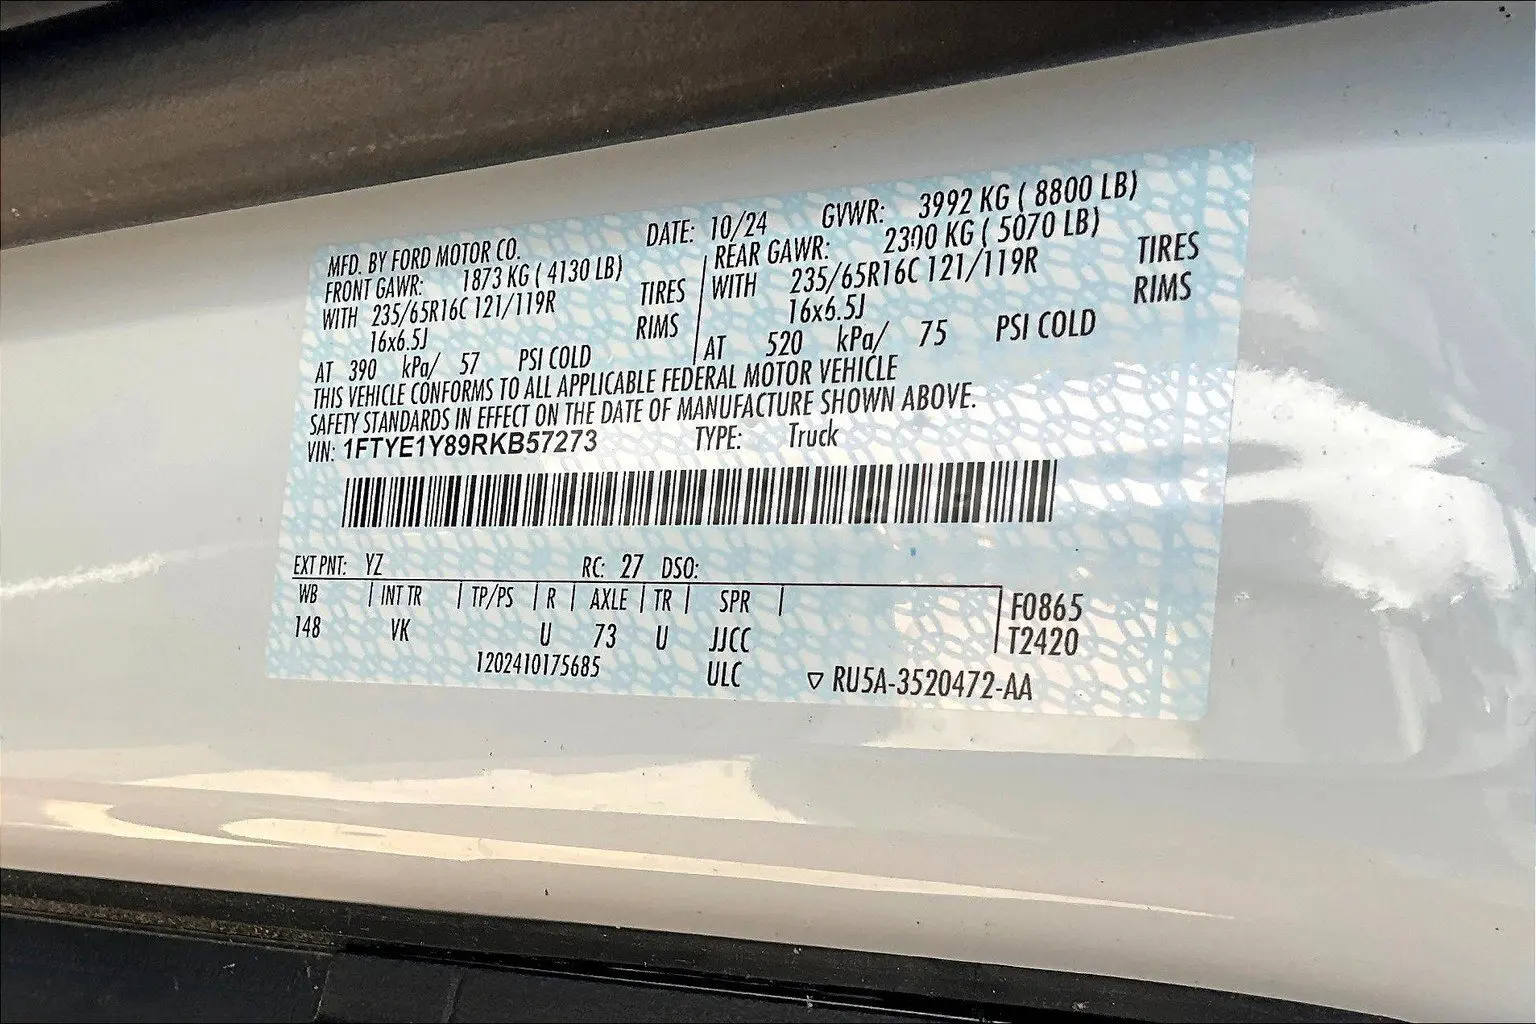 MFD. BY FORD MOTOR CO. DATE: 10/24 GVWR: 3992 KG ( 8800 LB)
FRONT GAWR: 1873 KG ( 4130 LB) REAR GAWR: 2300 KG ( 5070 LB)
WITH 235/65R16C 121/119R TIRES WITH 235/65R16C 121/119R TIRES
16x6.5J RIMS 16x6.5J RIMS
AT 390 kPa/ 57 PSI COLD AT 520 kPa/ 75 PSI COLD
THIS VEHICLE CONFORMS TO ALL APPLICABLE FEDERAL MOTOR VEHICLE
SAFETY STANDARDS IN EFFECT ON THE DATE OF MANUFACTURE SHOWN ABOVE.
VIN: 1FTYE1Y89RKB57273 TYPE: Truck
EXT PNT: YZ RC: 27 DSO:
WB | INT TR | TP/PS | R | AXLE | TR | SPR | F0865
148 VK U 73 U JJCC T2420
1202410175685 ULC ▽ RU5A-3520472-AA